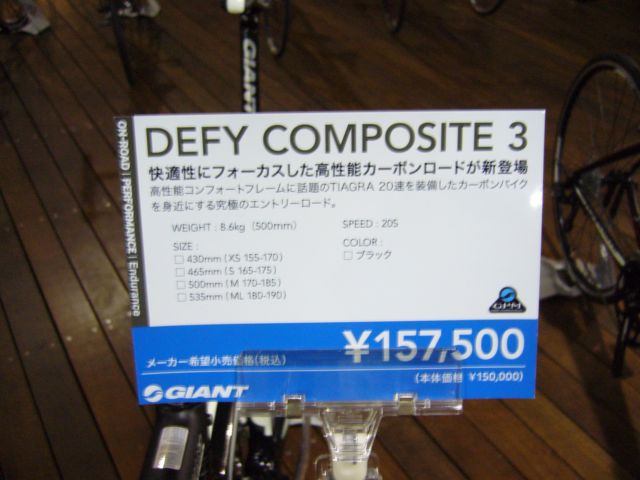 GIANT
ON-ROAD | PERFORMANCE | Endurance
DEFY COMPOSITE 3
快適性にフォーカスした高性能カーボンロードが新登場
高性能コンフォートフレームに話題のTIAGRA 20速を装備したカーボンバイク
を身近にする究極のエントリーロード。
WEIGHT : 8.6kg (500mm)
SPEED : 20S
SIZE :
□ 430mm (XS 155-170)
□ 465mm (S 165-175)
□ 500mm (M 170-185)
□ 535mm (ML 180-190)
COLOR :
□ ブラック
GPM
メーカー希望小売価格(税込)
¥157,500
(本体価格 ¥150,000)
GIANT